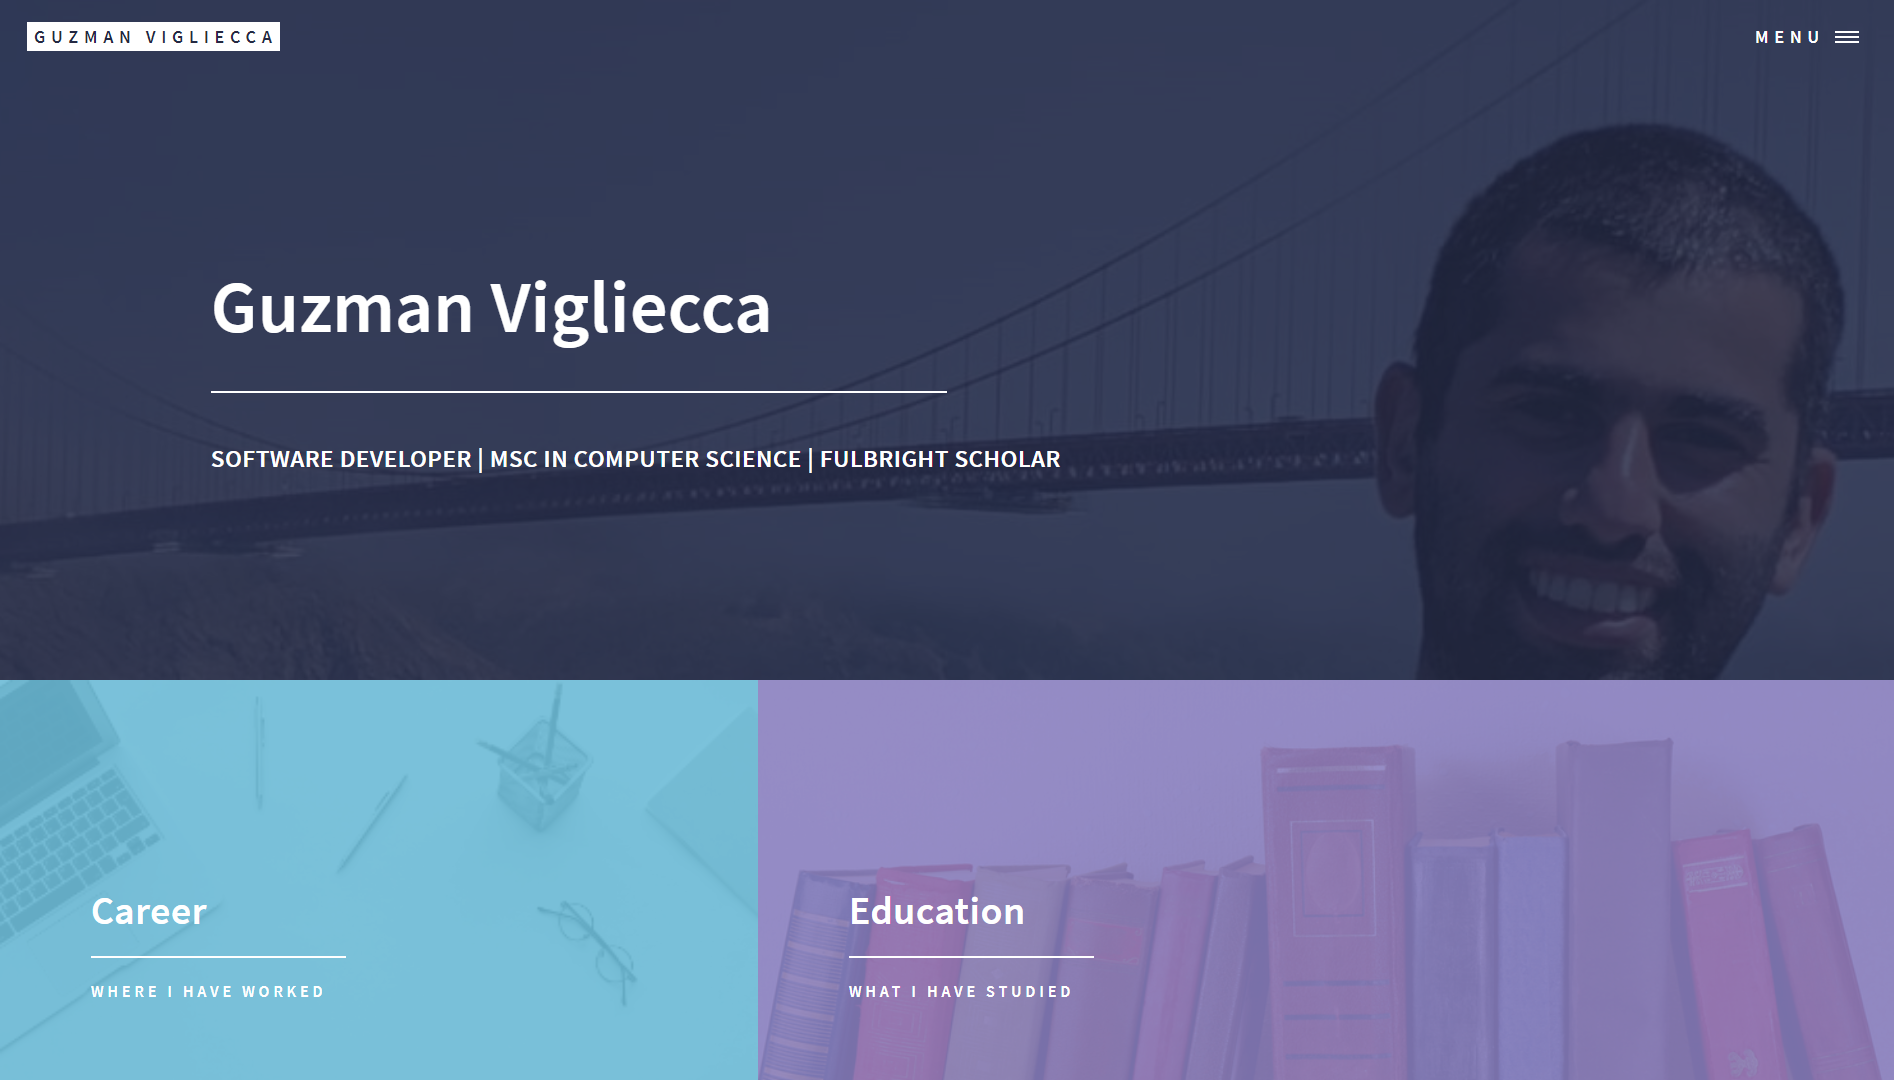 GUZMAN VIGLIECCA
MENU
Guzman Vigliecca
SOFTWARE DEVELOPER | MSC IN COMPUTER SCIENCE | FULBRIGHT SCHOLAR
Career
WHERE I HAVE WORKED
Education
WHAT I HAVE STUDIED